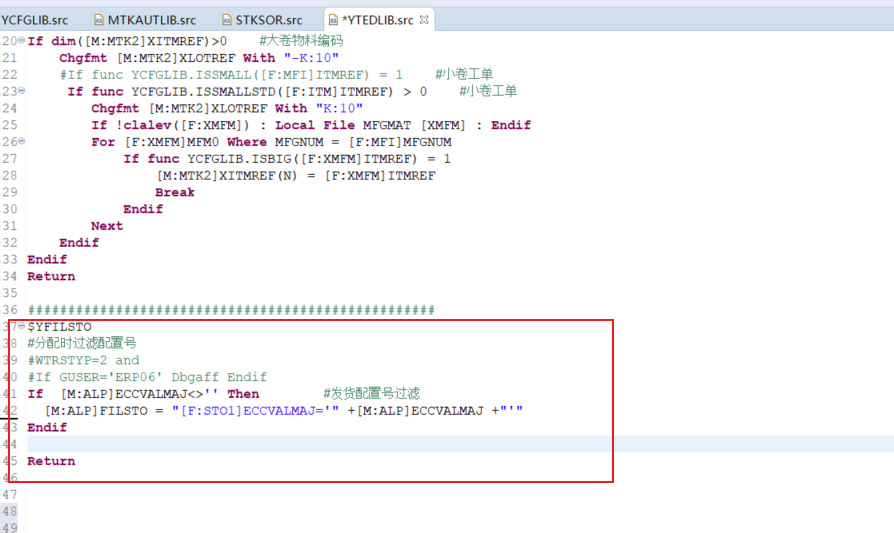 YCFGLIB.src MTKAUTLIB.src STKSOR.src *YTEDLIB.src
20 If dim([M:MTK2]XITMREF)>0 #大卷物料编码
21 Chgfmt [M:MTK2]XLOTREF With "-K:10"
22 #If func YCFGLIB.ISSMALL([F:MFI]ITMREF) = 1 #小卷工单
23 If func YCFGLIB.ISSMALLSTD([F:ITM]ITMREF) > 0 #小卷工单
24 Chgfmt [M:MTK2]XLOTREF With "K:10"
25 If !clalev([F:XMFM]) : Local File MFGMAT [XMFM] : Endif
26 For [F:XMFM]MFM0 Where MFGNUM = [F:MFI]MFGNUM
27 If func YCFGLIB.ISBIG([F:XMFM]ITMREF) = 1
28 [M:MTK2]XITMREF(N) = [F:XMFM]ITMREF
29 Break
30 Endif
31 Next
32 Endif
33 Endif
34 Return
35
36 ###################################################
37 $YFILSTO
38 #分配时过滤配置号
39 #WTRSTYP=2 and
40 #If GUSER='ERP06' Dbgaff Endif
41 If [M:ALP]ECCVALMAJ<>'' Then #发货配置号过滤
42 [M:ALP]FILSTO = "[F:STO1]ECCVALMAJ='" +[M:ALP]ECCVALMAJ +"'"
43 Endif
44
45 Return
46
47
48
49